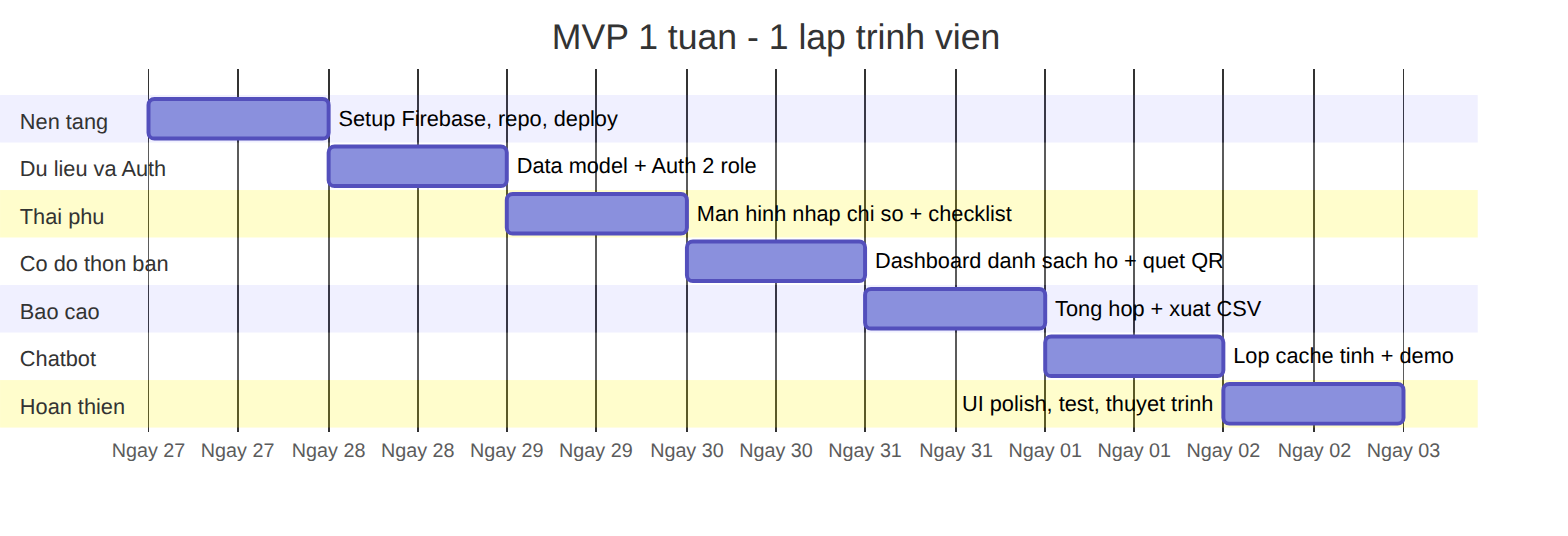 MVP 1 tuan - 1 lap trinh vien
Nen tang
Setup Firebase, repo, deploy
Du lieu va Auth
Data model + Auth 2 role
Thai phu
Man hinh nhap chi so + checklist
Co do thon ban
Dashboard danh sach ho + quet QR
Bao cao
Tong hop + xuat CSV
Chatbot
Lop cache tinh + demo
Hoan thien
UI polish, test, thuyet trinh
Ngay 27 Ngay 27 Ngay 28 Ngay 28 Ngay 29 Ngay 29 Ngay 30 Ngay 30 Ngay 31 Ngay 31 Ngay 01 Ngay 01 Ngay 02 Ngay 02 Ngay 03